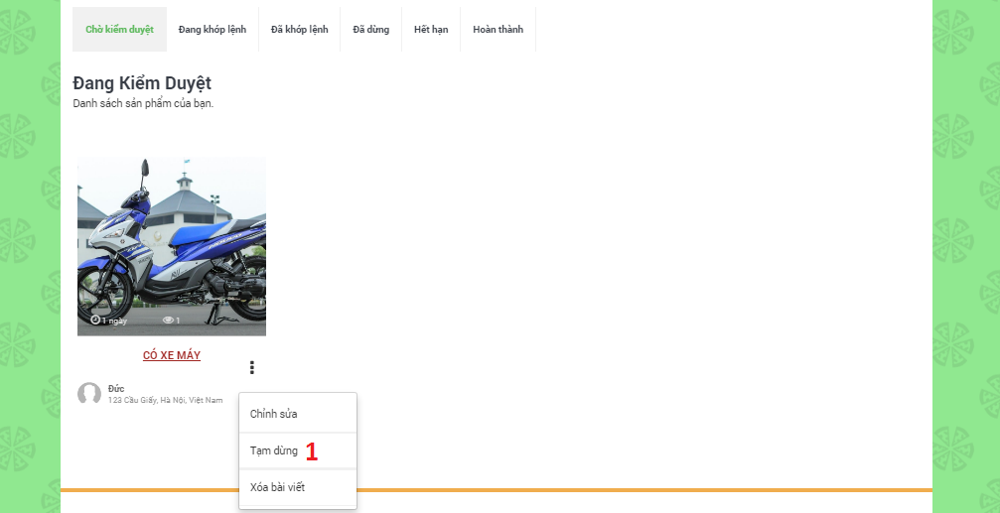 Chờ kiểm duyệt Đang khớp lệnh Đã khớp lệnh Đã dừng Hết hạn Hoàn thành
Đang Kiểm Duyệt
Danh sách sản phẩm của bạn.
1 ngày 1
CÓ XE MÁY
Đức
123 Cầu Giấy, Hà Nội, Việt Nam
Chỉnh sửa
Tạm dừng 1
Xóa bài viết